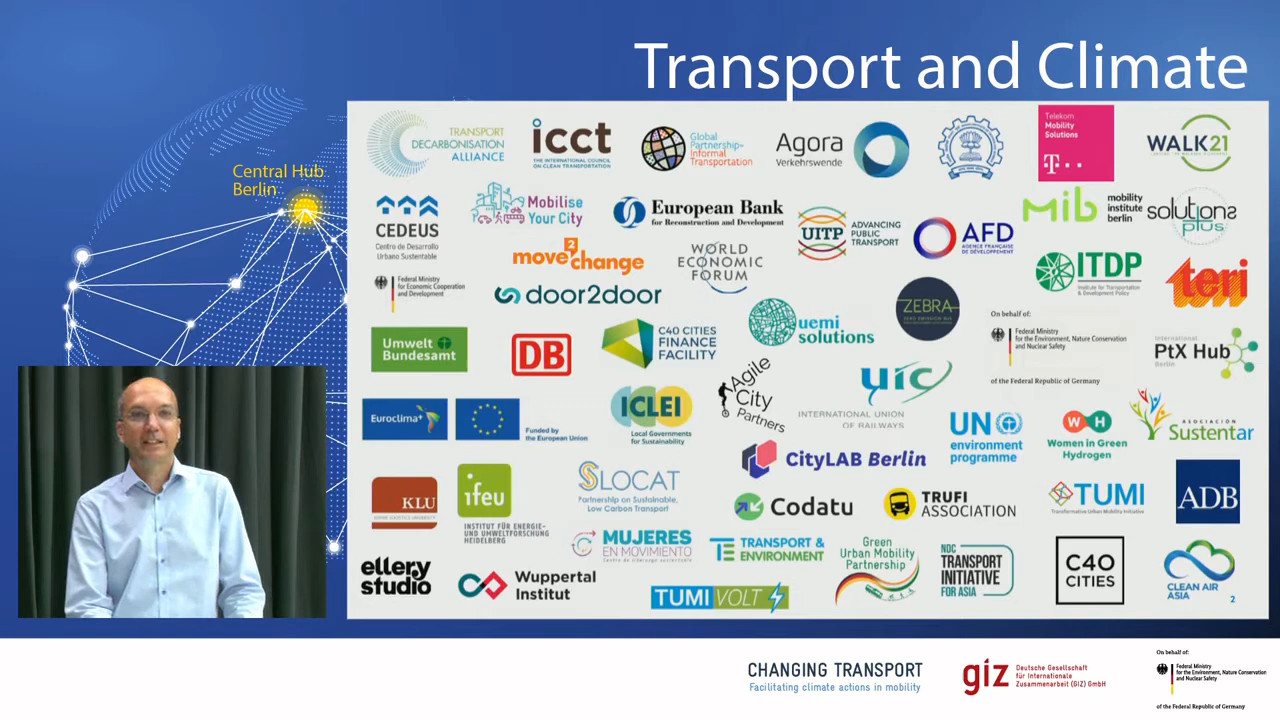 Transport and Climate
Central Hub
Berlin
TRANSPORT
DECARBONISATION
ALLIANCE
icct
THE INTERNATIONAL COUNCIL
ON CLEAN TRANSPORTATION
Global
Partnership
Informal
Transportation
Agora
Verkehrswende
Telekom
Mobility
Solutions
T
WALK21
CEDEUS
Centro de Desarrollo
Urbano Sustentable
Mobilise
Your City
European Bank
for Reconstruction and Development
UITP
ADVANCING
PUBLIC
TRANSPORT
AFD
AGENCE FRANÇAISE
DE DÉVELOPPEMENT
mib
mobility
institute
berlin
solutions
plus
move2change
WORLD
ECONOMIC
FORUM
ITDP
Institute for Transportation
& Development Policy
teri
Federal Ministry
for Economic Cooperation
and Development
door2door
uemi
solutions
ZEBRA
On behalf of:
Federal Ministry
for the Environment, Nature Conservation
and Nuclear Safety
of the Federal Republic of Germany
International
PtX Hub
Berlin
Umwelt
Bundesamt
DB
C40 CITIES
FINANCE
FACILITY
Agile
City
Partners
uic
INTERNATIONAL UNION
OF RAILWAYS
Euroclima+
Funded by
the European Union
ICLEI
Local Governments
for Sustainability
UN
environment
programme
W H
Women in Green
Hydrogen
ASOCIACIÓN
Sustentar
CityLAB Berlin
KLU
ifeu
INSTITUT FÜR ENERGIE-
UND UMWELTFORSCHUNG
HEIDELBERG
SLOCAT
Partnership on Sustainable,
Low Carbon Transport
Codatu
TRUFI
ASSOCIATION
TUMI
Transformative Urban Mobility Initiative
ADB
MUJERES
EN MOVIMIENTO
TRANSPORT &
ENVIRONMENT
Green
Urban Mobility
Partnership
NDC
TRANSPORT
INITIATIVE
FOR ASIA
C40
CITIES
CLEAN AIR
ASIA
2
ellery
studio
Wuppertal
Institut
TUMI VOLT
CHANGING TRANSPORT
Facilitating climate actions in mobility
giz
Deutsche Gesellschaft
für Internationale
Zusammenarbeit (GIZ) GmbH
On behalf of:
Federal Ministry
for the Environment, Nature Conservation
and Nuclear Safety
of the Federal Republic of Germany